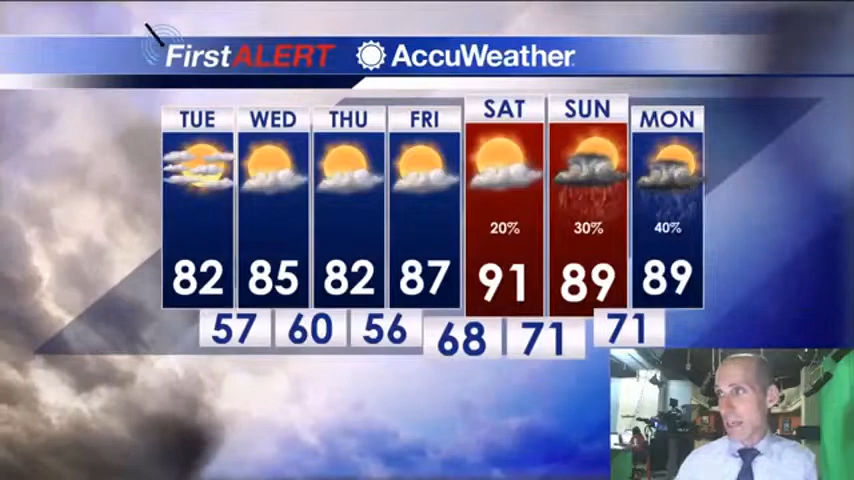 FirstALERT AccuWeather
TUE WED THU FRI SAT SUN MON
20% 30% 40%
82 85 82 87 91 89 89
57 60 56 68 71 71